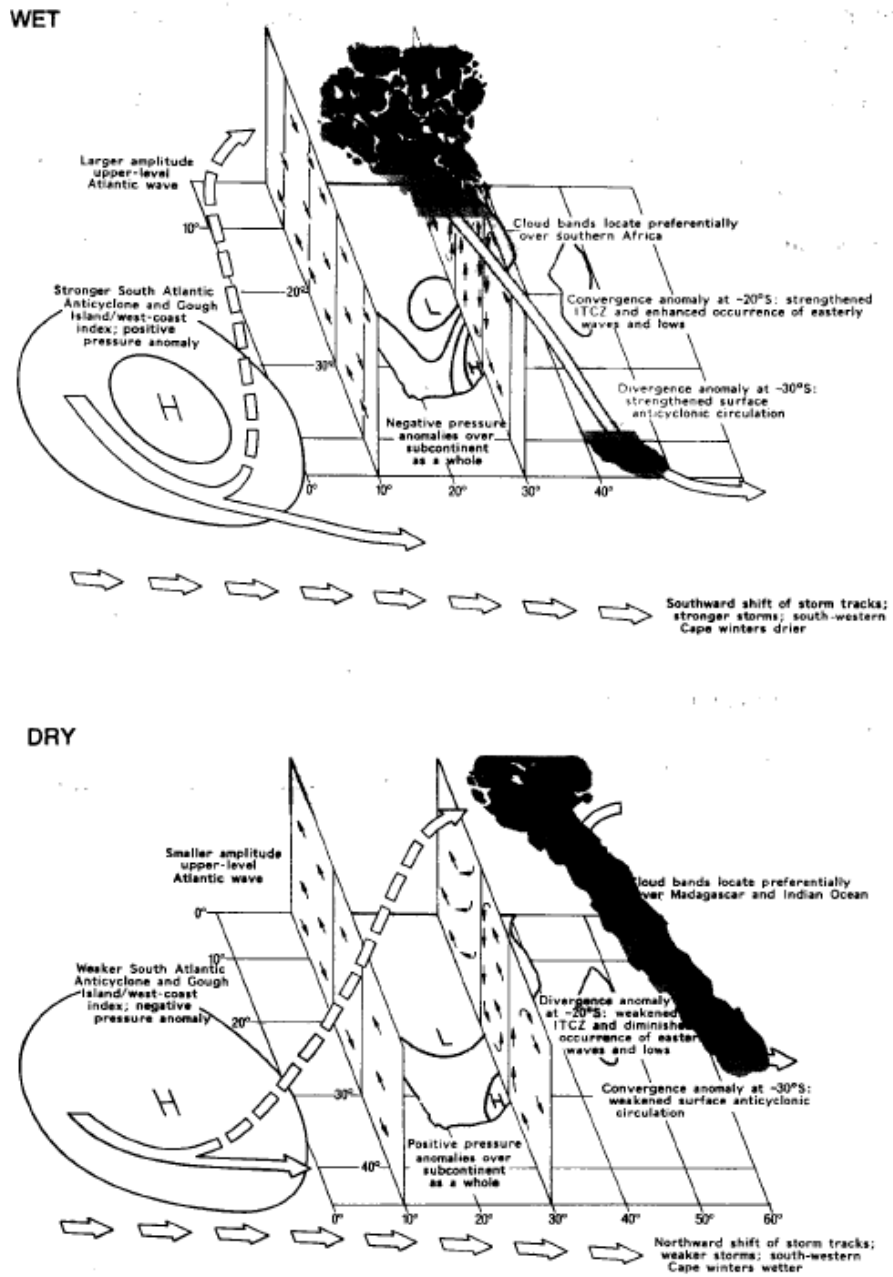 WET
Larger amplitude
upper-level
Atlantic wave
10°
Cloud bands locate preferentially
over southern Africa
Stronger South Atlantic
Anticyclone and Gough
Island/west-coast
index; positive
pressure anomaly
20°
Convergence anomaly at ~20°S: strengthened
ITCZ and enhanced occurrence of easterly
waves and lows
L
30°
H
H
Divergence anomaly at ~30°S:
strengthened surface
anticyclonic circulation
Negative pressure
anomalies over
subcontinent
as a whole
0°
10°
20°
30°
40°
Southward shift of storm tracks;
stronger storms; south-western
Cape winters drier
DRY
Smaller amplitude
upper-level
Atlantic wave
Cloud bands locate preferentially
over Madagascar and Indian Ocean
0°
10°
Weaker South Atlantic
Anticyclone and Gough
Island/west-coast
index; negative
pressure anomaly
20°
Divergence anomaly
at ~20°S: weakened
ITCZ and diminished
occurrence of
waves and lows
L
30°
H
H
Convergence anomaly at ~30°S:
weakened surface anticyclonic
circulation
Positive pressure
anomalies over
subcontinent
as a whole
40°
0°
10°
20°
30°
40°
50°
60°
Northward shift of storm tracks;
weaker storms; south-western
Cape winters wetter